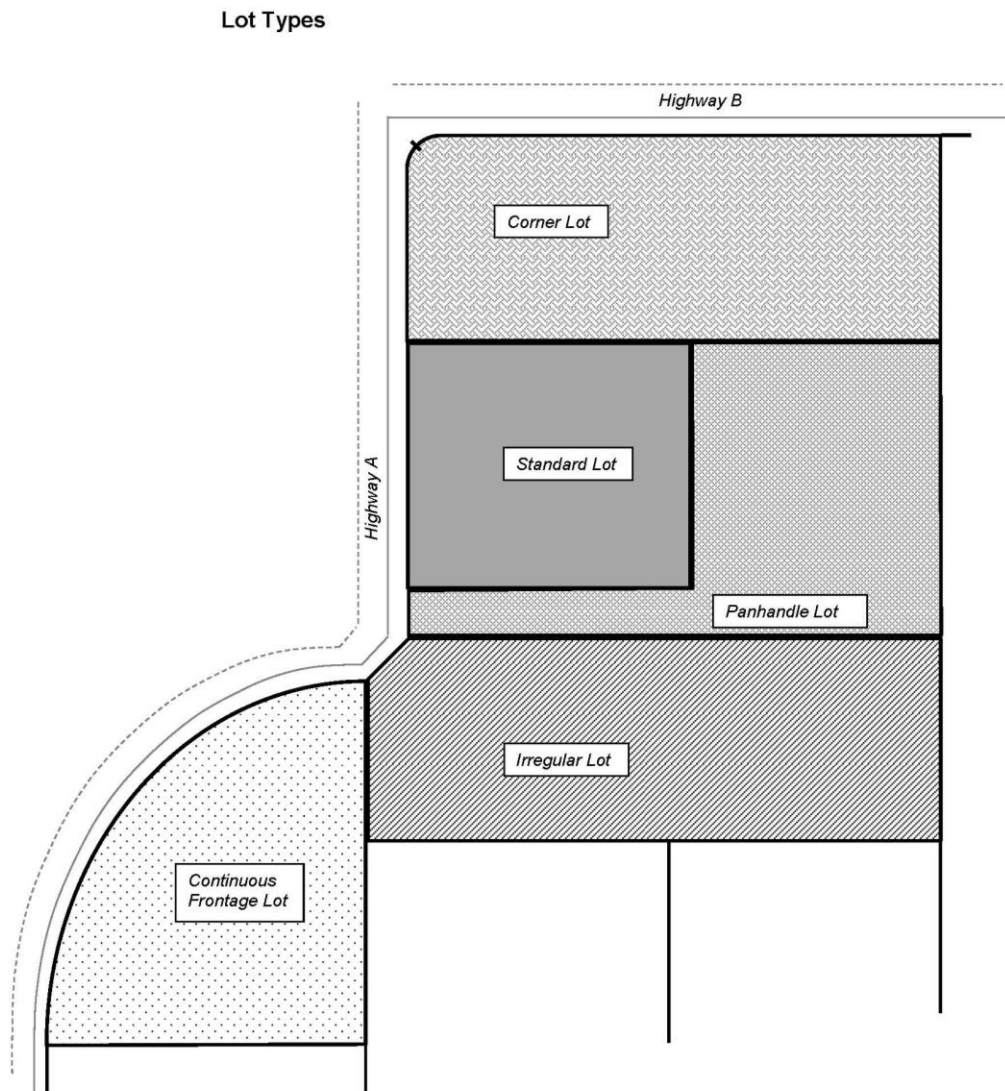 Lot Types
Highway B
Corner Lot
Highway A
Standard Lot
Panhandle Lot
Irregular Lot
Continuous
Frontage Lot